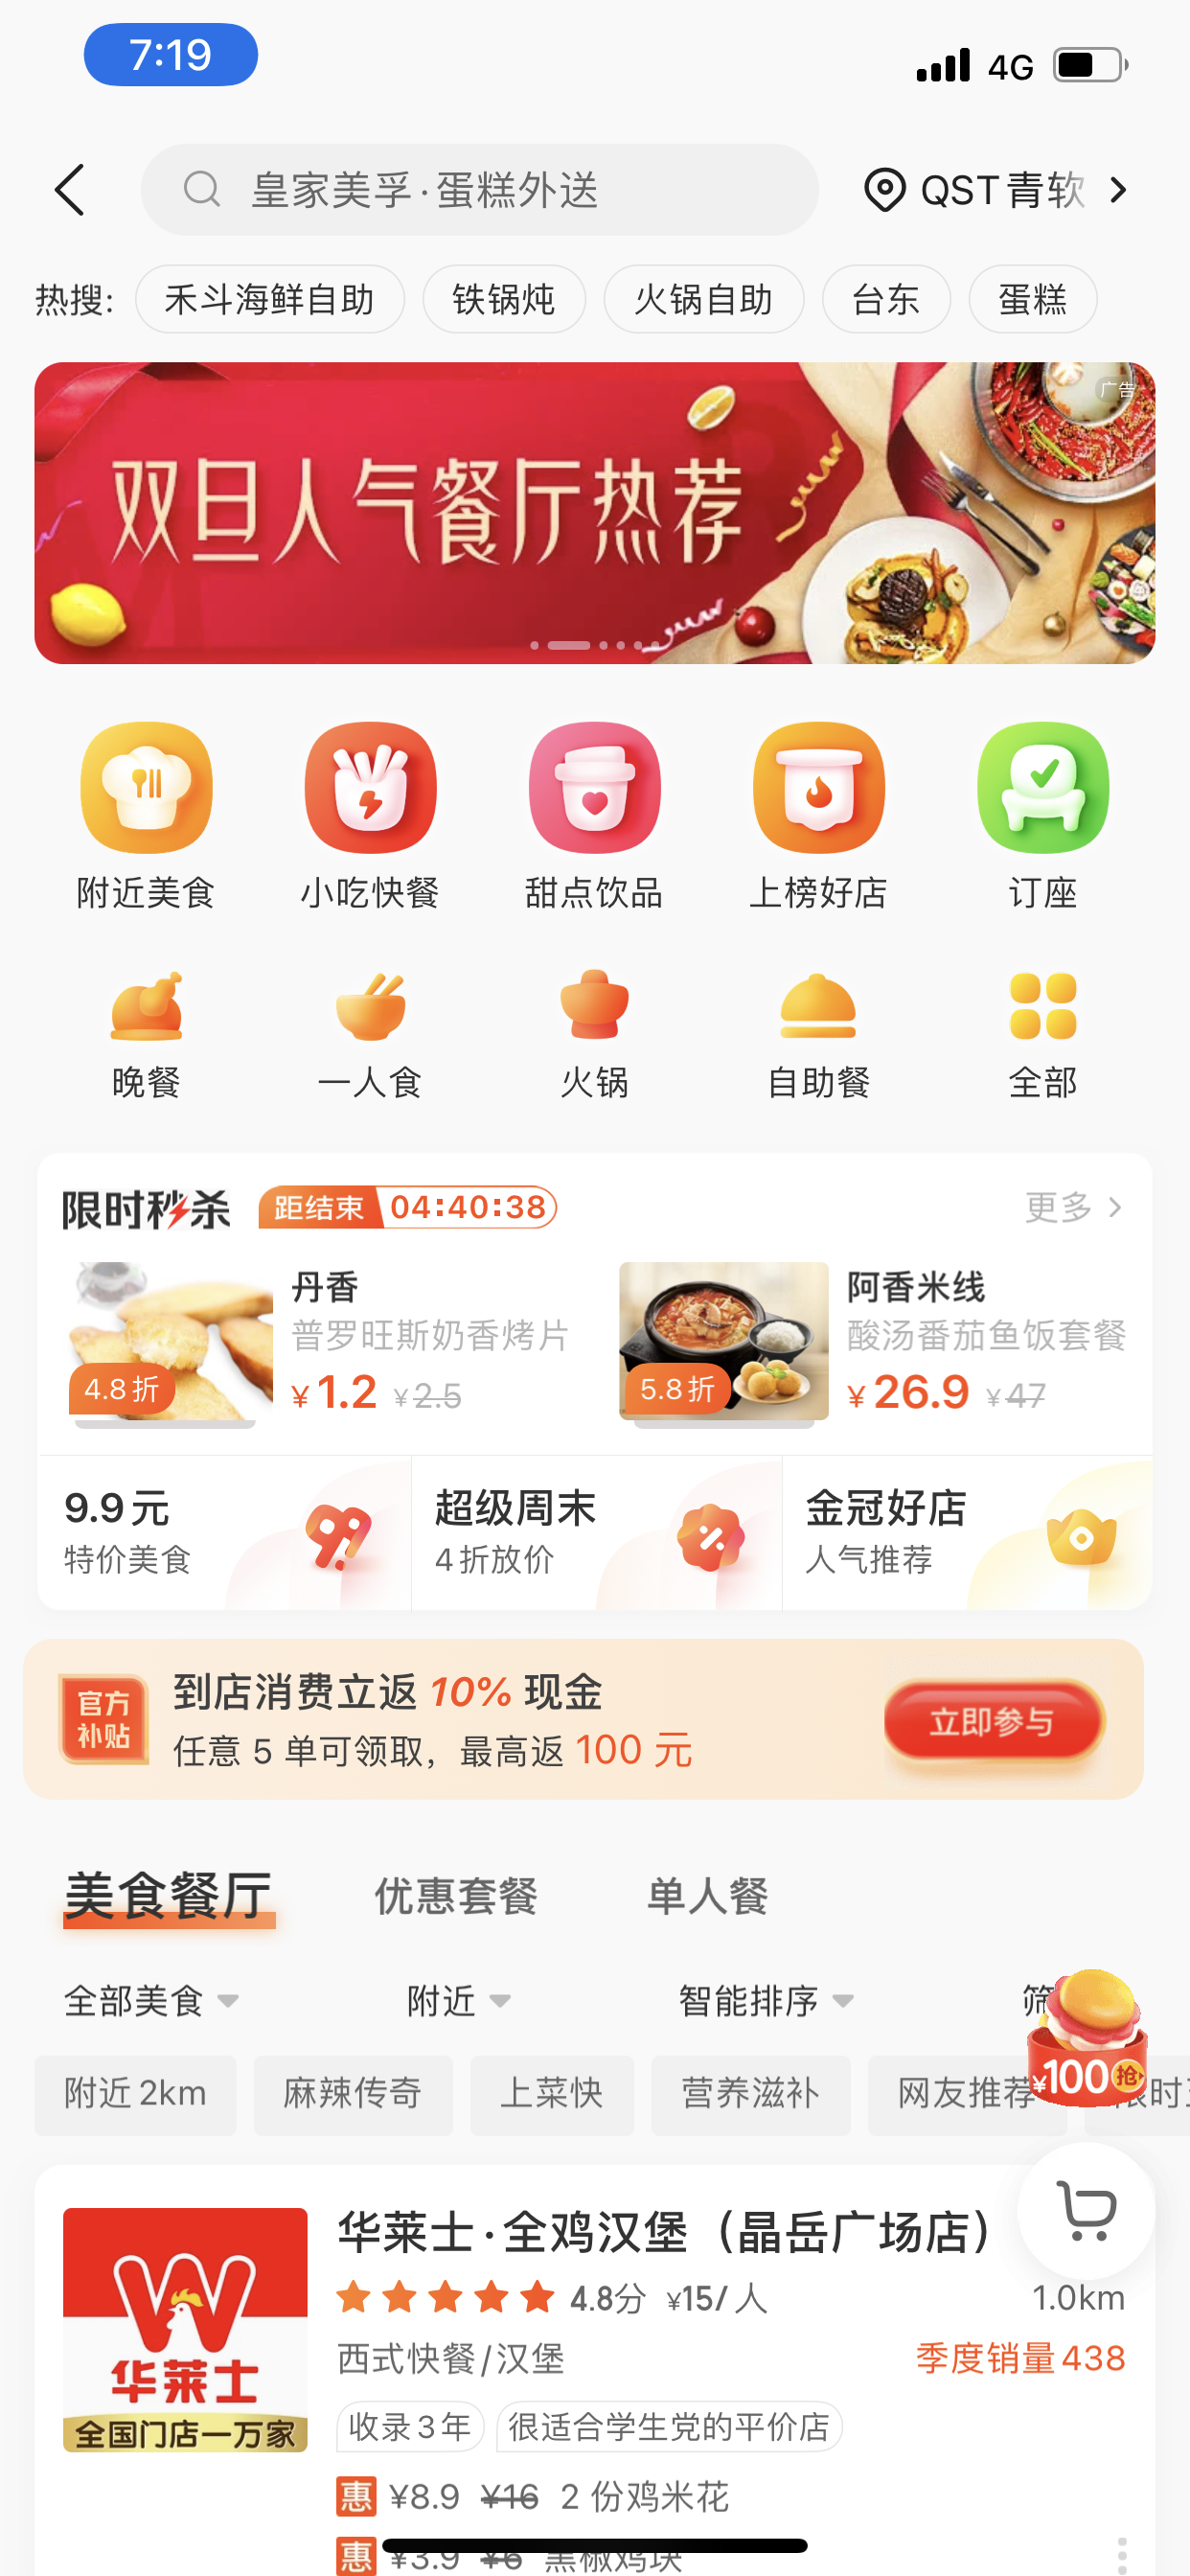 7:19
4G
皇家美孚·蛋糕外送
QST青软
热搜:
禾斗海鲜自助
铁锅炖
火锅自助
台东
蛋糕
广告
双旦人气餐厅热荐
附近美食
小吃快餐
甜点饮品
上榜好店
订座
晚餐
一人食
火锅
自助餐
全部
限时秒杀
距结束 04:40:38
更多
丹香
普罗旺斯奶香烤片
4.8折
¥1.2 ¥2.5
阿香米线
酸汤番茄鱼饭套餐
5.8折
¥26.9 ¥47
9.9元
特价美食
超级周末
4折放价
金冠好店
人气推荐
官方
补贴
到店消费立返 10% 现金
任意 5 单可领取，最高返 100 元
立即参与
美食餐厅
优惠套餐
单人餐
全部美食
附近
智能排序
筛
¥100抢
附近2km
麻辣传奇
上菜快
营养滋补
网友推荐
限时
华莱士·全鸡汉堡（晶岳广场店）
4.8分 ¥15/人
1.0km
西式快餐/汉堡
季度销量438
收录3年
很适合学生党的平价店
华莱士
全国门店一万家
惠 ¥8.9 ¥16 2 份鸡米花
惠 ¥3.9 ¥6 黑椒鸡块